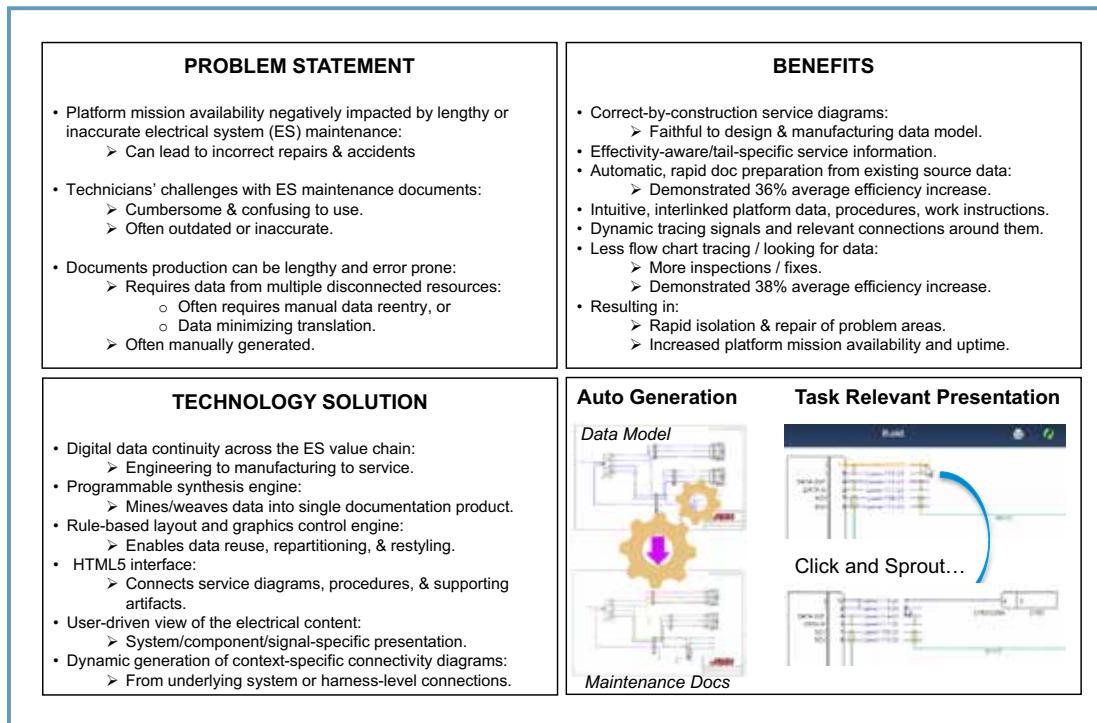 PROBLEM STATEMENT
• Platform mission availability negatively impacted by lengthy or
inaccurate electrical system (ES) maintenance:
➢ Can lead to incorrect repairs & accidents
• Technicians' challenges with ES maintenance documents:
➢ Cumbersome & confusing to use.
➢ Often outdated or inaccurate.
• Documents production can be lengthy and error prone:
➢ Requires data from multiple disconnected resources:
o Often requires manual data reentry, or
o Data minimizing translation.
➢ Often manually generated.
BENEFITS
• Correct-by-construction service diagrams:
➢ Faithful to design & manufacturing data model.
• Effectivity-aware/tail-specific service information.
• Automatic, rapid doc preparation from existing source data:
➢ Demonstrated 36% average efficiency increase.
• Intuitive, interlinked platform data, procedures, work instructions.
• Dynamic tracing signals and relevant connections around them.
• Less flow chart tracing / looking for data:
➢ More inspections / fixes.
➢ Demonstrated 38% average efficiency increase.
• Resulting in:
➢ Rapid isolation & repair of problem areas.
➢ Increased platform mission availability and uptime.
TECHNOLOGY SOLUTION
• Digital data continuity across the ES value chain:
➢ Engineering to manufacturing to service.
• Programmable synthesis engine:
➢ Mines/weaves data into single documentation product.
• Rule-based layout and graphics control engine:
➢ Enables data reuse, repartitioning, & restyling.
• HTML5 interface:
➢ Connects service diagrams, procedures, & supporting
artifacts.
• User-driven view of the electrical content:
➢ System/component/signal-specific presentation.
• Dynamic generation of context-specific connectivity diagrams:
➢ From underlying system or harness-level connections.
Auto Generation
Data Model
Maintenance Docs
Task Relevant Presentation
Click and Sprout…